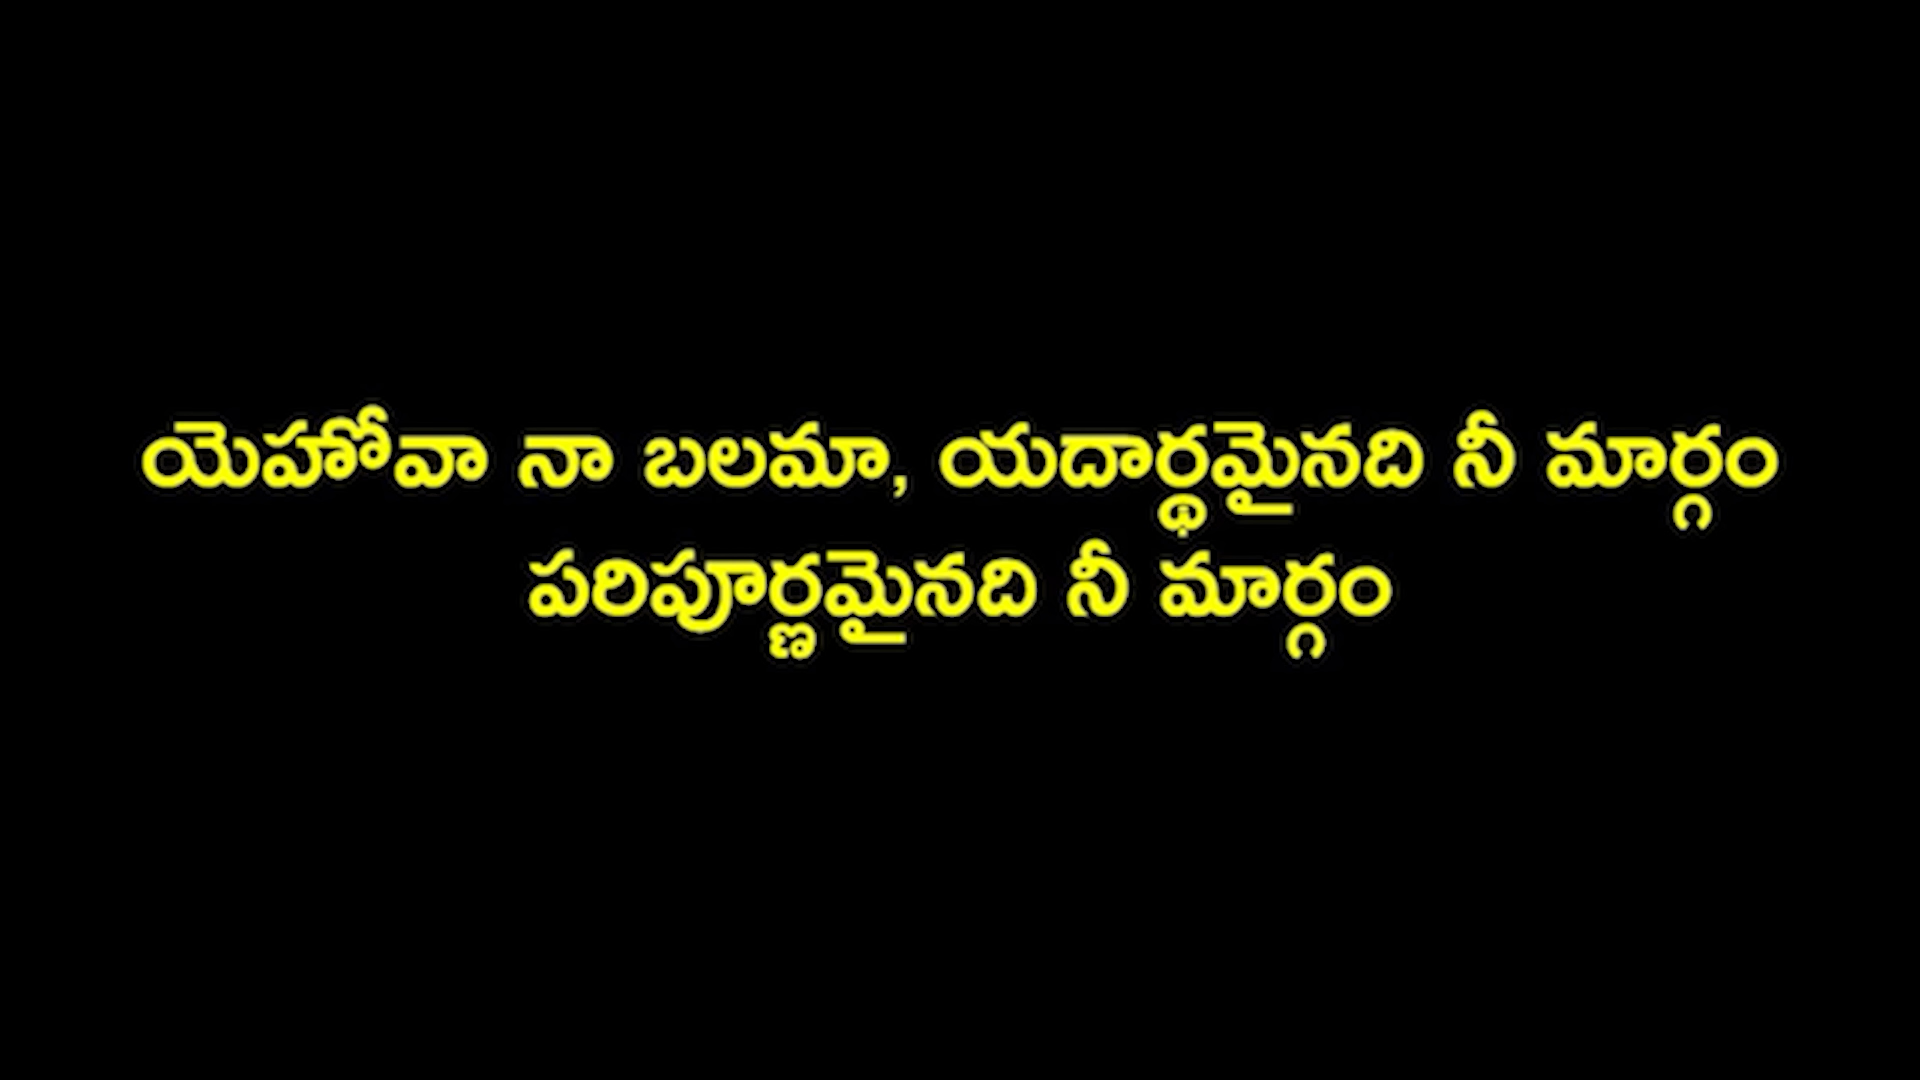 యెహోవా నా బలమా, యదార్థమైనది నీ మార్గం
పరిపూర్ణమైనది నీ మార్గం